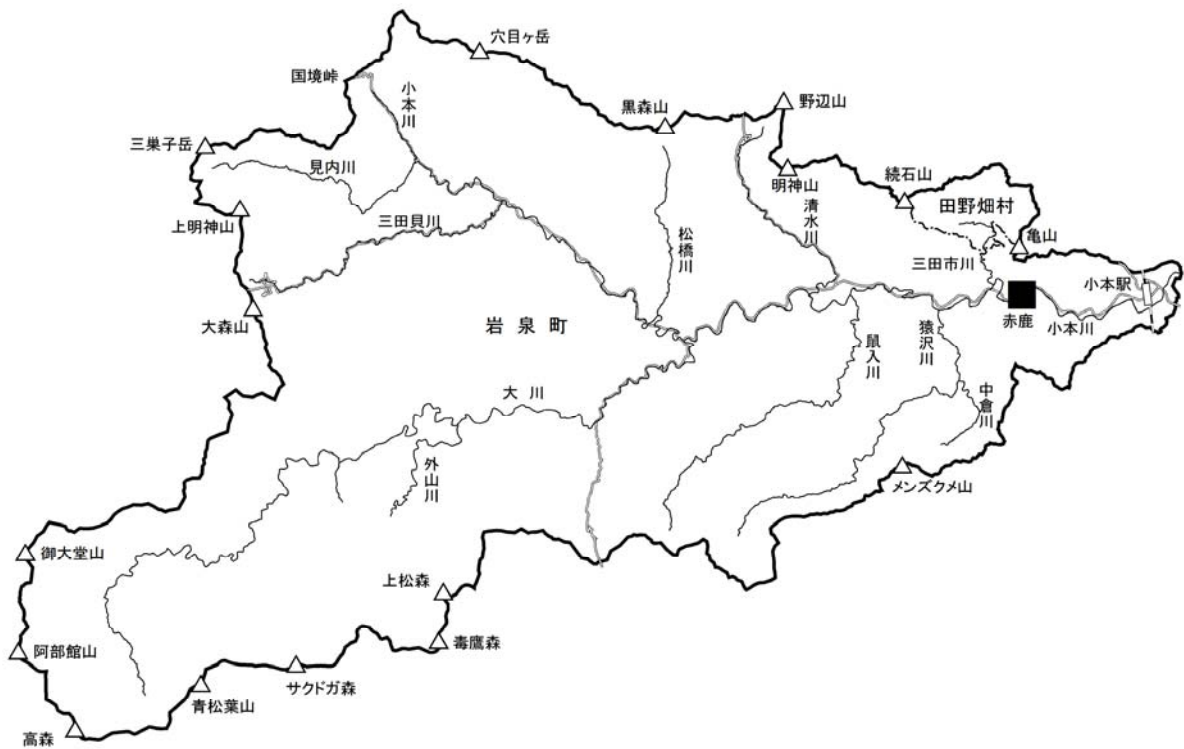 穴目ヶ岳
国境峠
小本川
黒森山
野辺山
三巣子岳
見内川
明神山
続石山
上明神山
三田貝川
松橋川
清水川
田野畑村
亀山
三田市川
小本駅
大森山
岩泉町
赤鹿
小本川
鼠入川
猿沢川
大川
中倉川
外山川
メンズクメ山
御大堂山
上松森
阿部館山
毒鷹森
サクドガ森
青松葉山
高森